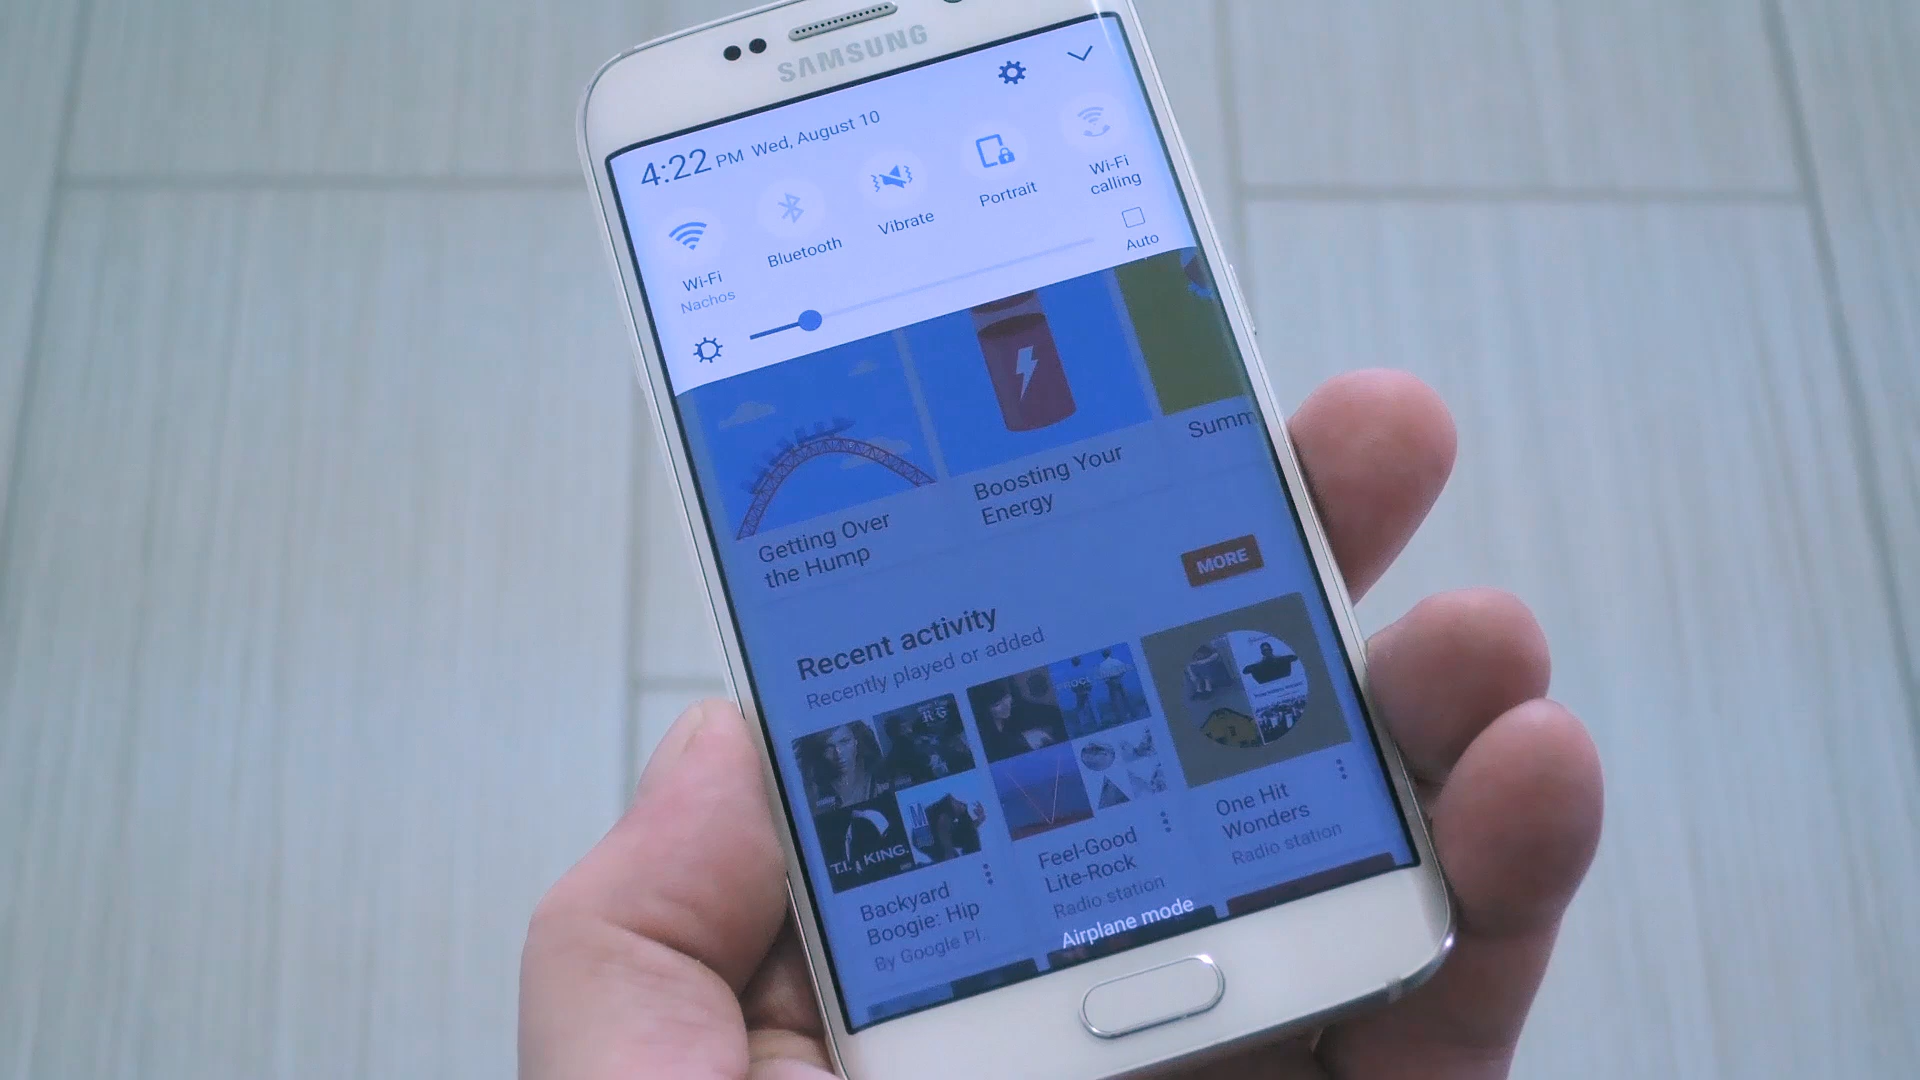 SAMSUNG
4:22 PM Wed, August 10
Wi-Fi
Nachos
Bluetooth
Vibrate
Portrait
Wi-Fi
calling
Auto
Getting Over
the Hump
Boosting Your
Energy
Summ
MORE
Recent activity
Recently played or added
T.I. KING.
Backyard
Boogie: Hip
By Google Pl..
Feel-Good
Lite-Rock
Radio station
One Hit
Wonders
Radio station
Airplane mode